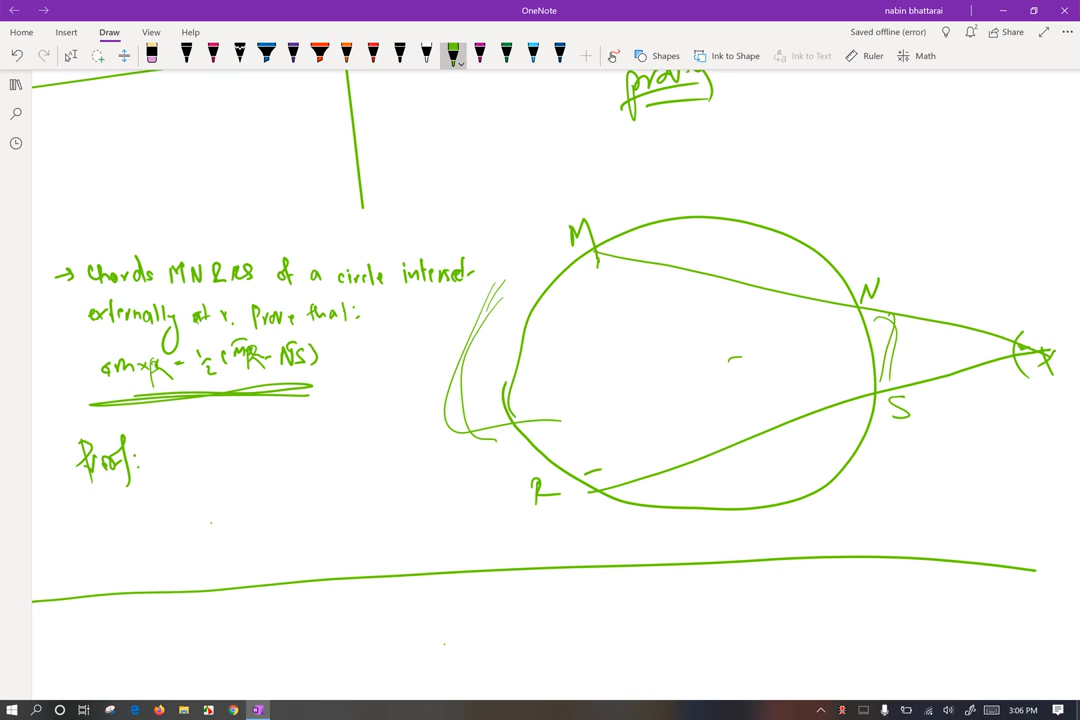 OneNote
nabin bhattarai
Home Insert Draw View Help
Saved offline (error)
Share
Shapes
Ink to Shape
Ink to Text
Ruler
Math
→ Chords MN & RS of a circle intersect
externally at x. Prove that:
= ½ (MR - NS)
Proof:
M
N
X
S
R
3:06 PM